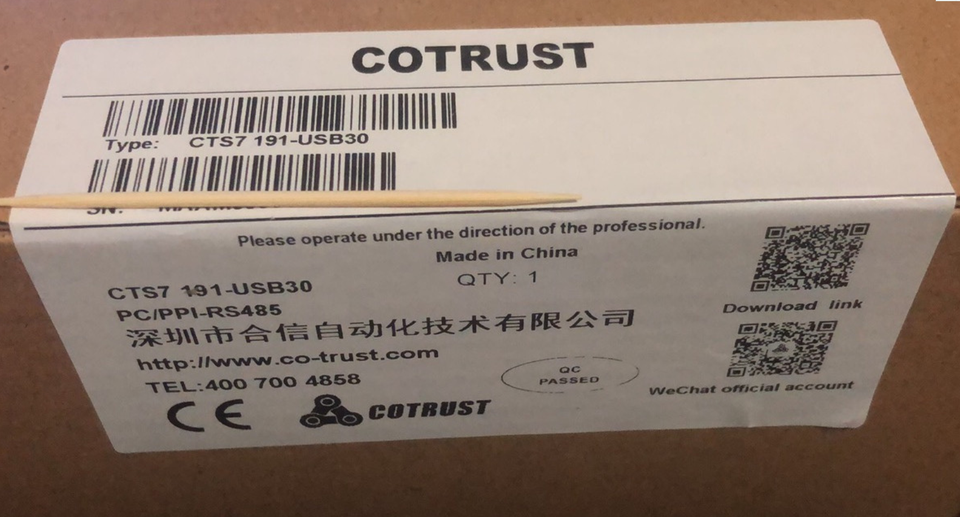 COTRUST
Type: CTS7 191-USB30
SN:
Please operate under the direction of the professional.
Made in China
QTY: 1
CTS7 191-USB30
PC/PPI-RS485
深圳市合信自动化技术有限公司
http://www.co-trust.com
TEL:400 700 4858
QC
PASSED
Download link
WeChat official account
CE
COTRUST